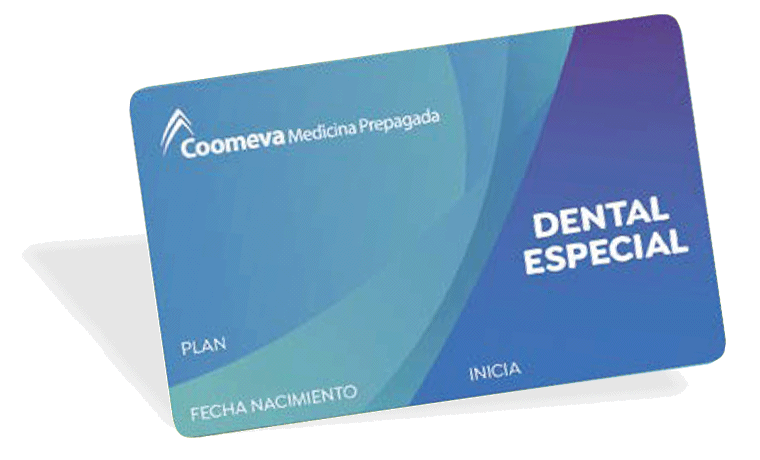 Coomeva Medicina Prepagada
DENTAL
ESPECIAL
PLAN
FECHA NACIMIENTO
INICIA